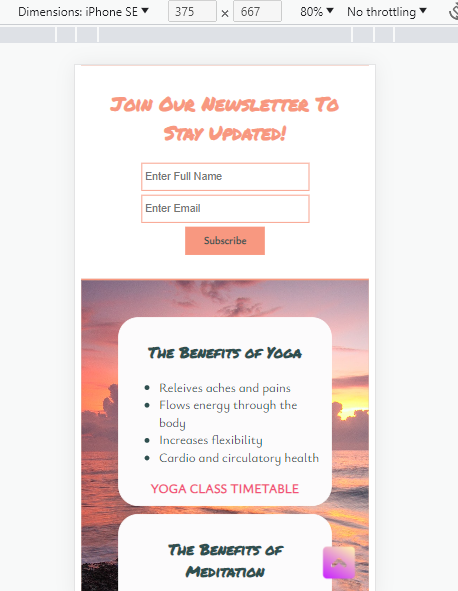 Dimensions: iPhone SE ▼ 375 × 667 80% ▼ No throttling ▼
Join Our Newsletter To
Stay Updated!
Enter Full Name
Enter Email
Subscribe
The Benefits of Yoga
• Releives aches and pains
• Flows energy through the
body
• Increases flexibility
• Cardio and circulatory health
YOGA CLASS TIMETABLE
The Benefits of
Meditation